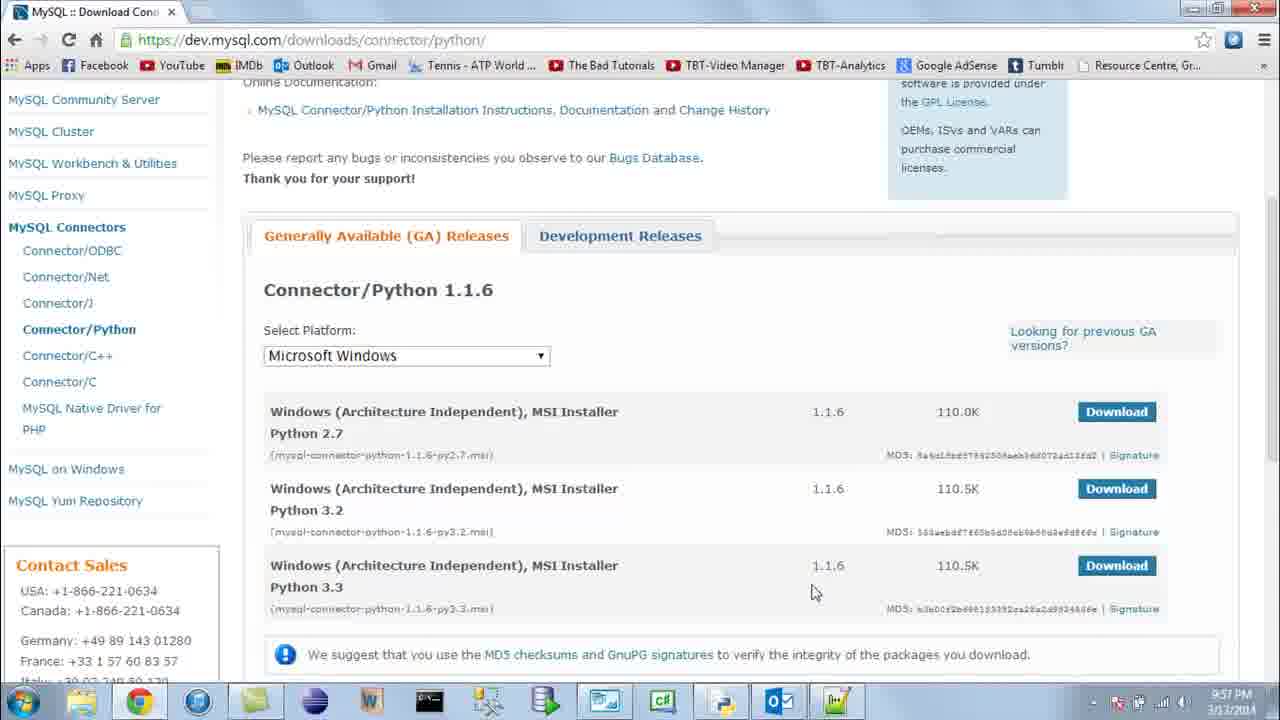 MySQL :: Download Con
https://dev.mysql.com/downloads/connector/python/
Apps Facebook YouTube IMDb Outlook Gmail Tennis - ATP World ... The Bad Tutorials TBT-Video Manager TBT-Analytics Google AdSense Tumblr Resource Centre, Gr... »
MySQL Community Server
MySQL Cluster
MySQL Workbench & Utilities
MySQL Proxy
MySQL Connectors
Connector/ODBC
Connector/Net
Connector/J
Connector/Python
Connector/C++
Connector/C
MySQL Native Driver for
PHP
MySQL on Windows
MySQL Yum Repository
Contact Sales
USA: +1-866-221-0634
Canada: +1-866-221-0634
Germany: +49 89 143 01280
France: +33 1 57 60 83 57
Online Documentation:
MySQL Connector/Python Installation Instructions, Documentation and Change History
Please report any bugs or inconsistencies you observe to our Bugs Database.
Thank you for your support!
software is provided under
the GPL License.
OEMs, ISVs and VARs can
purchase commercial
licenses.
Generally Available (GA) Releases Development Releases
Connector/Python 1.1.6
Select Platform:
Microsoft Windows
Looking for previous GA
versions?
Windows (Architecture Independent), MSI Installer 1.1.6 110.0K Download
Python 2.7
(mysql-connector-python-1.1.6-py2.7.msi) MD5: | Signature
Windows (Architecture Independent), MSI Installer 1.1.6 110.5K Download
Python 3.2
(mysql-connector-python-1.1.6-py3.2.msi) MD5: | Signature
Windows (Architecture Independent), MSI Installer 1.1.6 110.5K Download
Python 3.3
(mysql-connector-python-1.1.6-py3.3.msi) MD5: | Signature
We suggest that you use the MD5 checksums and GnuPG signatures to verify the integrity of the packages you download.
9:57 PM
3/13/2014